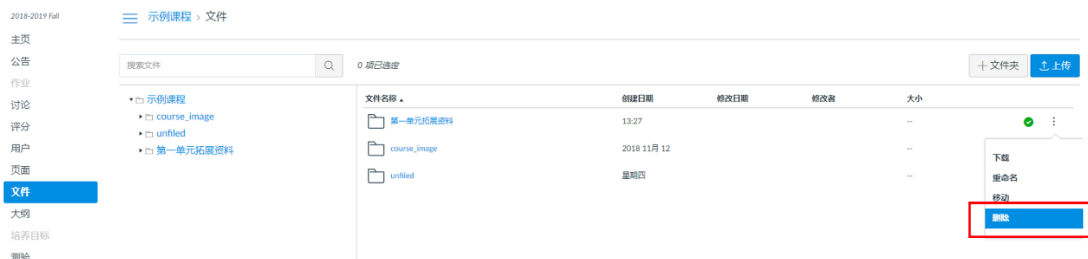 2018-2019 Fall
示例课程 › 文件
主页
公告
作业
讨论
评分
用户
页面
文件
大纲
培养目标
测验
搜索文件
0 项已选定
文件夹
上传
示例课程
course_image
unfiled
第一单元拓展资料
文件名称 创建日期 修改日期 修改者 大小
第一单元拓展资料 13:27 --
course_image 2018 11月 12 --
unfiled 星期四 --
下载
重命名
移动
删除